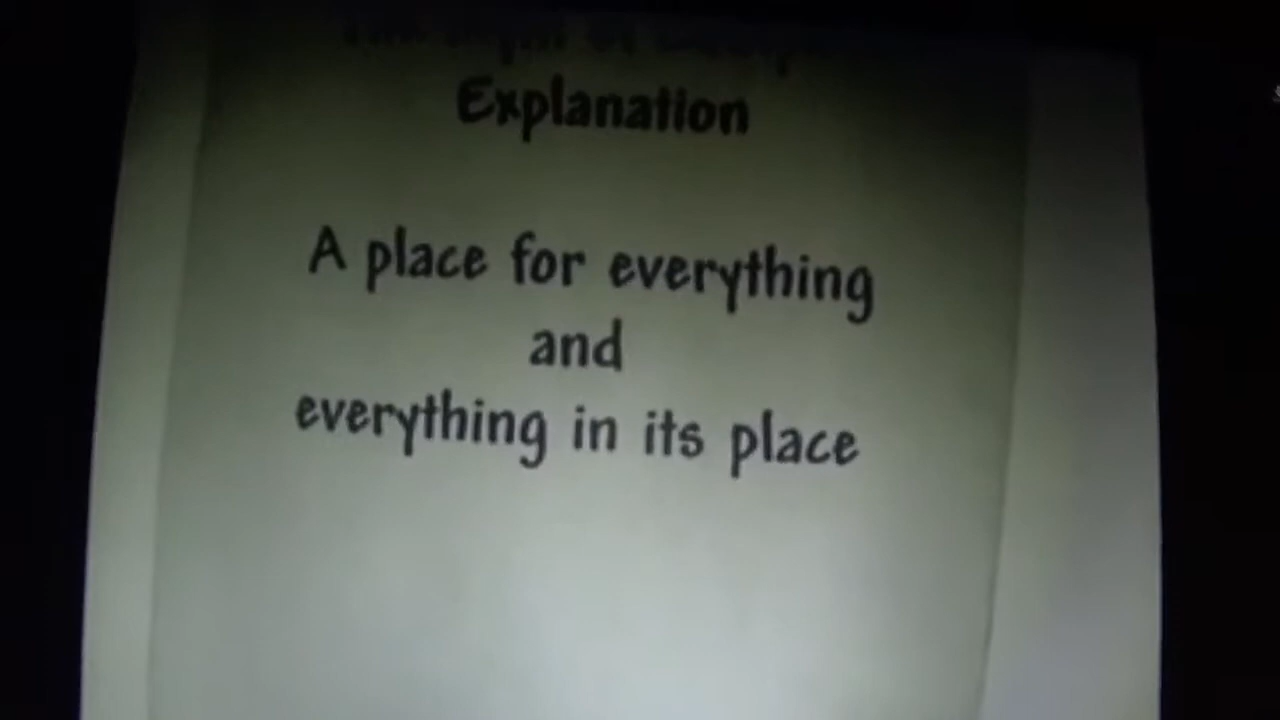 Explanation
A place for everything
and
everything in its place